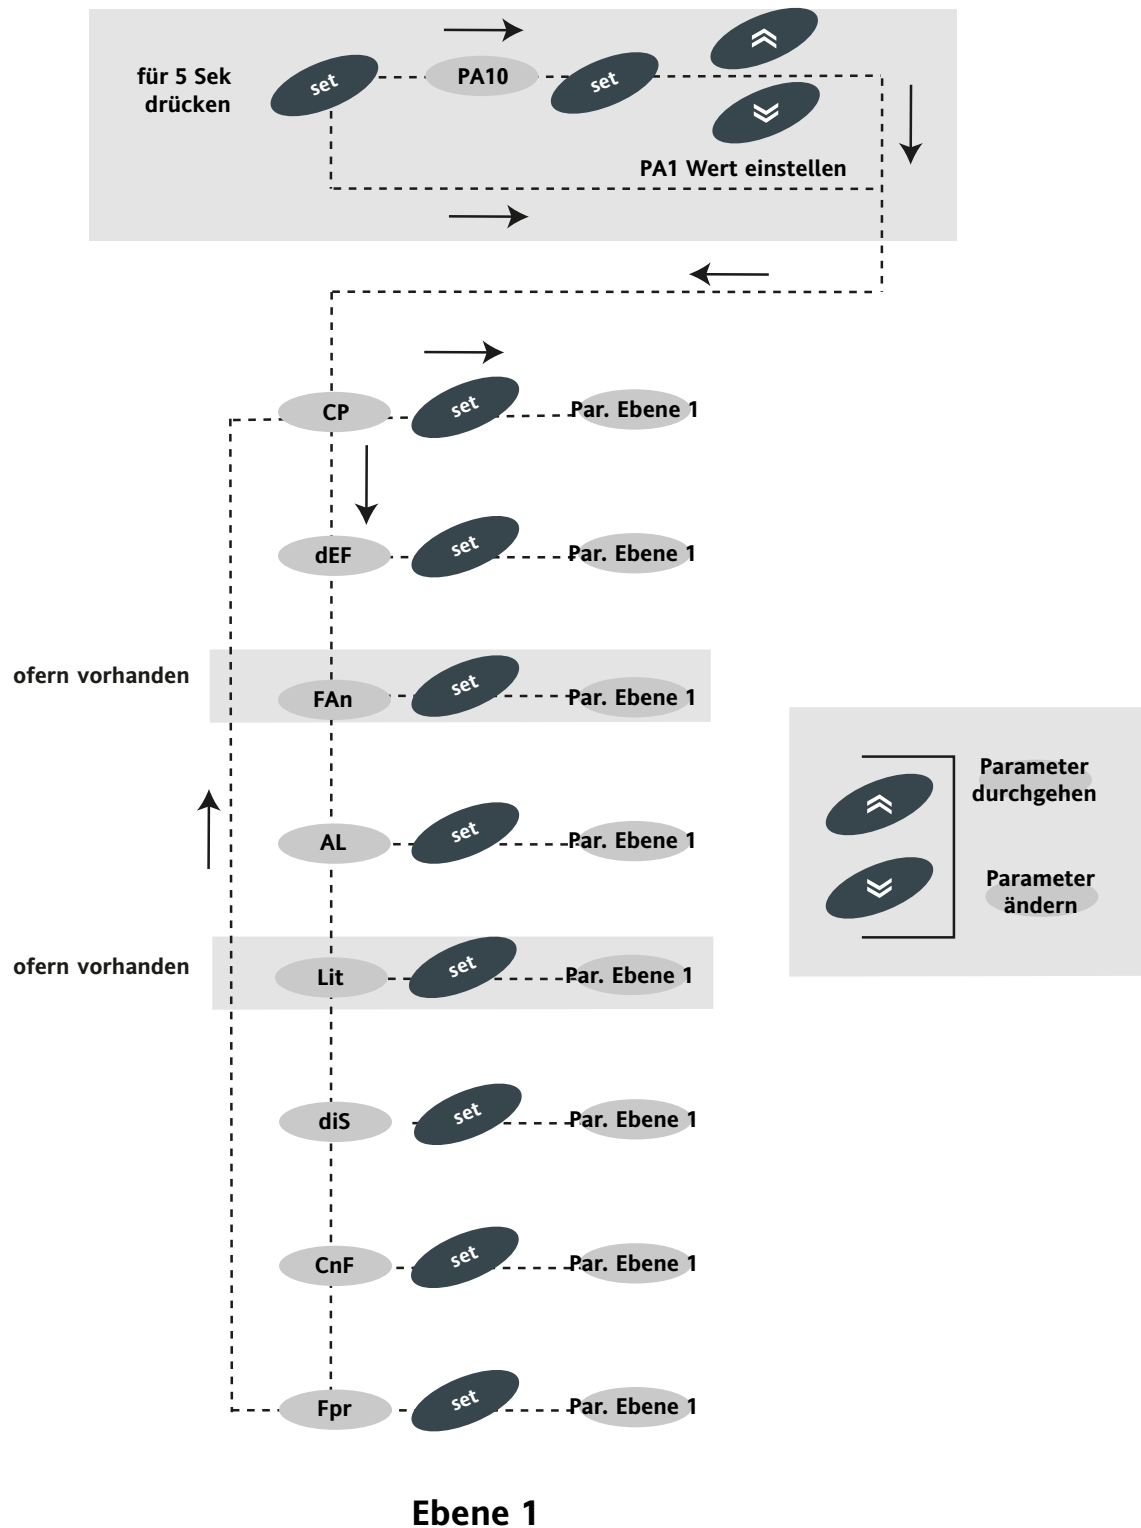 für 5 Sek
drücken
set
PA10
set
PA1 Wert einstellen
CP
set
Par. Ebene 1
dEF
set
Par. Ebene 1
ofern vorhanden
FAn
set
Par. Ebene 1
Parameter
durchgehen
AL
set
Par. Ebene 1
Parameter
ändern
ofern vorhanden
Lit
set
Par. Ebene 1
diS
set
Par. Ebene 1
CnF
set
Par. Ebene 1
Fpr
set
Par. Ebene 1
Ebene 1